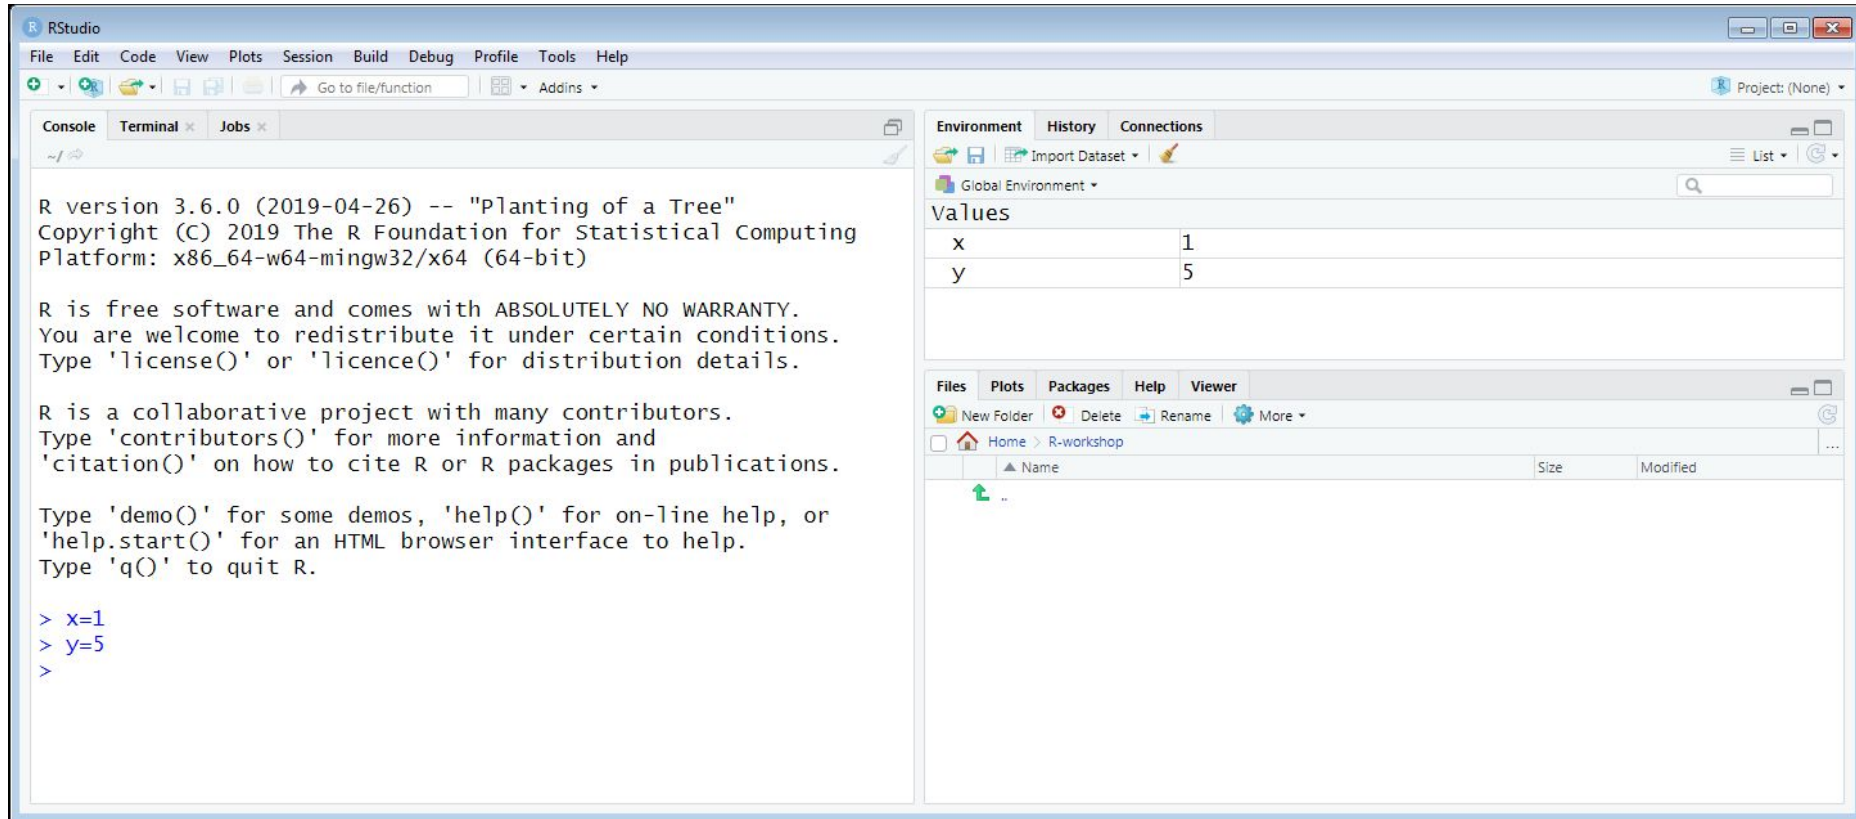 RStudio
File Edit Code View Plots Session Build Debug Profile Tools Help
Go to file/function Addins Project: (None)
Console Terminal Jobs
~/
R version 3.6.0 (2019-04-26) -- "Planting of a Tree"
Copyright (C) 2019 The R Foundation for Statistical Computing
Platform: x86_64-w64-mingw32/x64 (64-bit)
R is free software and comes with ABSOLUTELY NO WARRANTY.
You are welcome to redistribute it under certain conditions.
Type 'license()' or 'licence()' for distribution details.
R is a collaborative project with many contributors.
Type 'contributors()' for more information and
'citation()' on how to cite R or R packages in publications.
Type 'demo()' for some demos, 'help()' for on-line help, or
'help.start()' for an HTML browser interface to help.
Type 'q()' to quit R.
> x=1
> y=5
>
Environment History Connections
Import Dataset List
Global Environment
Values
x 1
y 5
Files Plots Packages Help Viewer
New Folder Delete Rename More
Home > R-workshop ...
Name Size Modified
..